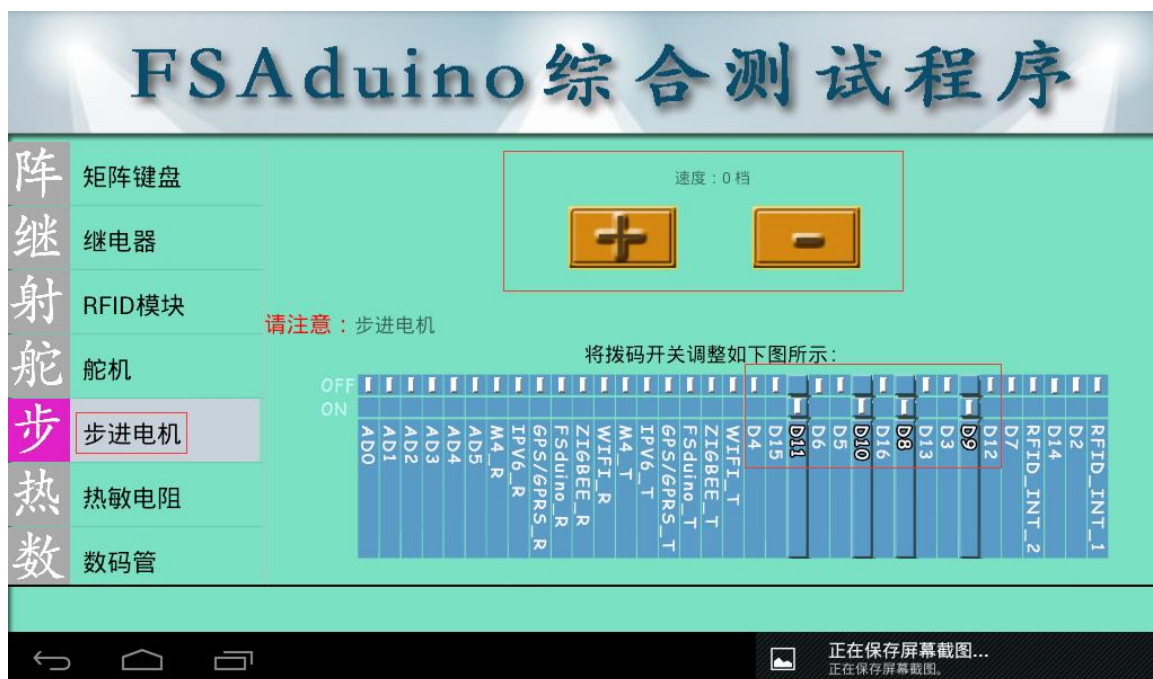 FSAduino综合测试程序
阵 矩阵键盘
继 继电器
射 RFID模块
舵 舵机
步 步进电机
热 热敏电阻
数 数码管
速度：0档
请注意：步进电机
将拨码开关调整如下图所示：
OFF
ON
AD0
AD1
AD2
AD3
AD4
AD5
M4_R
IPV6_R
GPS/GPRS_R
FSduino_R
ZIGBEE_R
WIFI_R
M4_T
IPV6_T
GPS/GPRS_T
FSduino_T
ZIGBEE_T
WIFI_T
D4
D15
D11
D6
D5
D10
D16
D8
D13
D3
D9
D12
D7
RFID_INT_2
D14
D2
RFID_INT_1
正在保存屏幕截图...
正在保存屏幕截图。